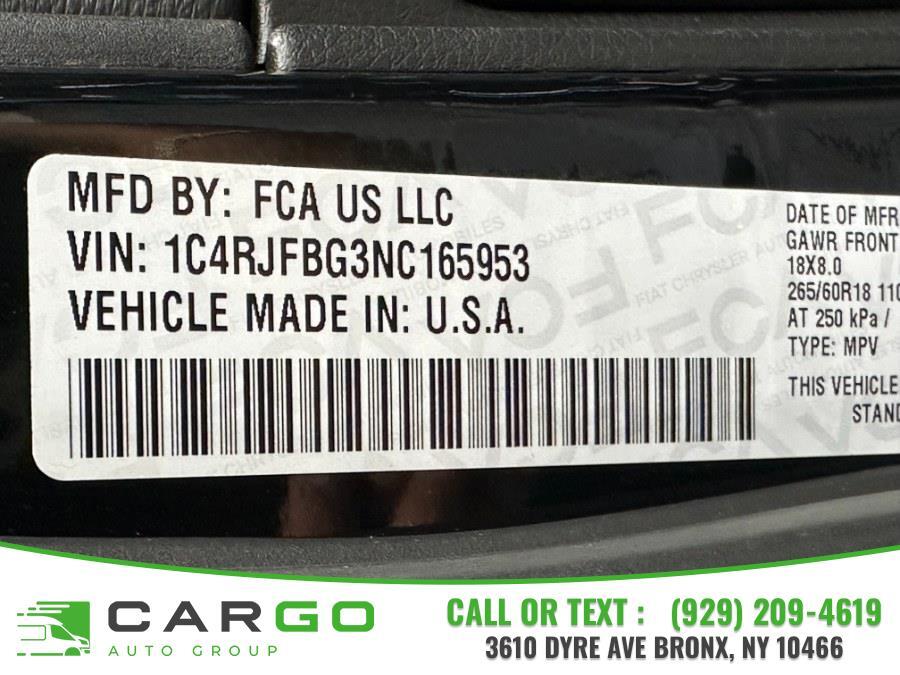 MFD BY: FCA US LLC
VIN: 1C4RJFBG3NC165953
VEHICLE MADE IN: U.S.A.
DATE OF MFR
GAWR FRONT
18X8.0
265/60R18 110
AT 250 kPa /
TYPE: MPV
THIS VEHICLE
STAND
CARGO
AUTO GROUP
CALL OR TEXT : (929) 209-4619
3610 DYRE AVE BRONX, NY 10466